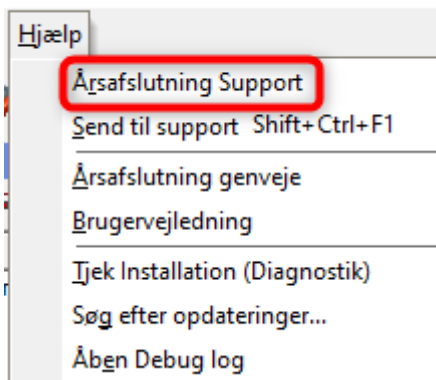 Hjælp
Årsafslutning Support
Send til support Shift+Ctrl+F1
Årsafslutning genveje
Brugervejledning
Tjek Installation (Diagnostik)
Søg efter opdateringer...
Åben Debug log